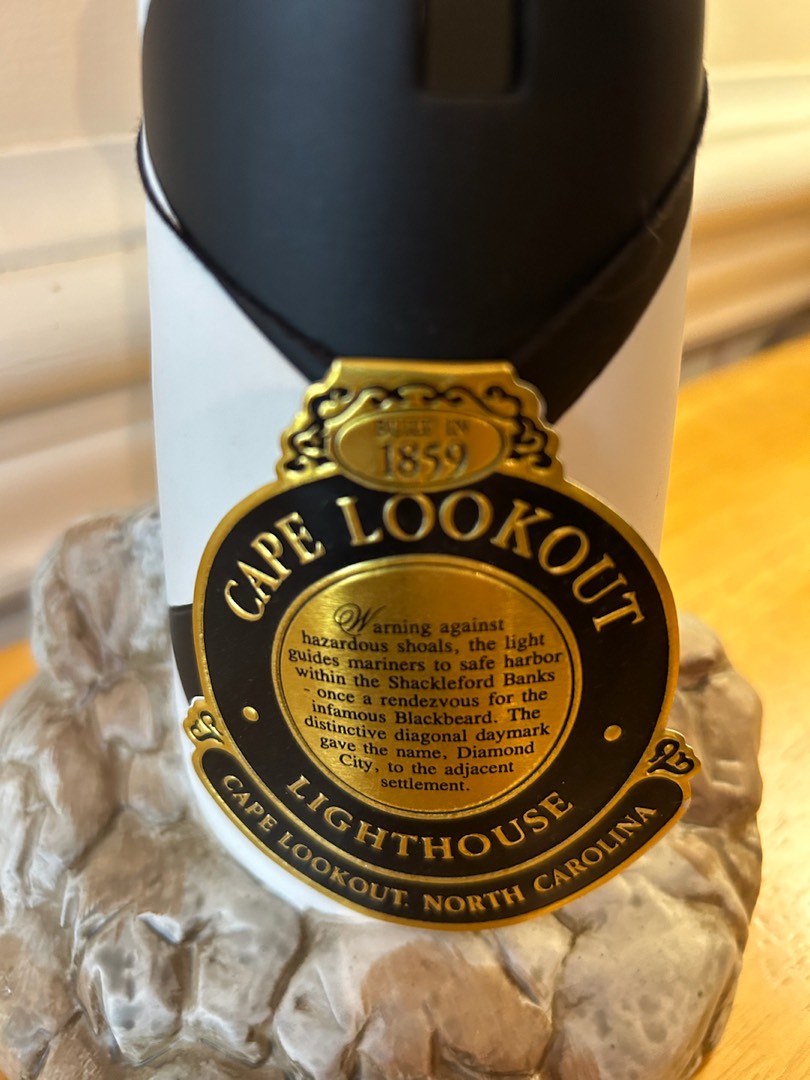 BUILT IN
1859
CAPE LOOKOUT
Warning against
hazardous shoals, the light
guides mariners to safe harbor
within the Shackleford Banks
- once a rendezvous for the
infamous Blackbeard. The
distinctive diagonal daymark
gave the name, Diamond
City, to the adjacent
settlement.
LIGHTHOUSE
CAPE LOOKOUT, NORTH CAROLINA